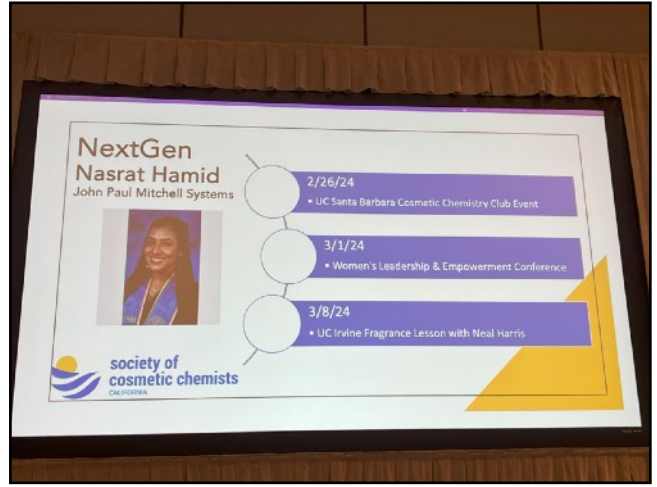 NextGen
Nasrat Hamid
John Paul Mitchell Systems
2/26/24
• UC Santa Barbara Cosmetic Chemistry Club Event
3/1/24
• Women's Leadership & Empowerment Conference
3/8/24
• UC Irvine Fragrance Lesson with Neal Harris
society of
cosmetic chemists
CALIFORNIA